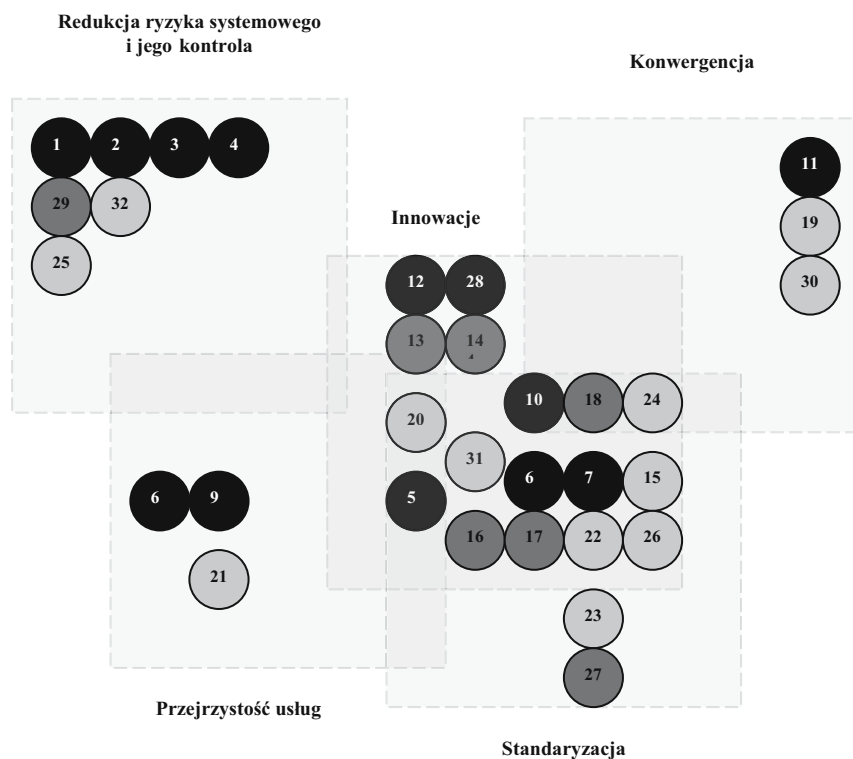 Redukcja ryzyka systemowego
i jego kontrola
Konwergencja
1 2 3 4
11
29 32
19
Innowacje
25
12 28
30
13 14
10 18 24
20
31
6 7 15
6 9
5
16 17 22 26
21
23
27
Przejrzystość usług
Standaryzacja